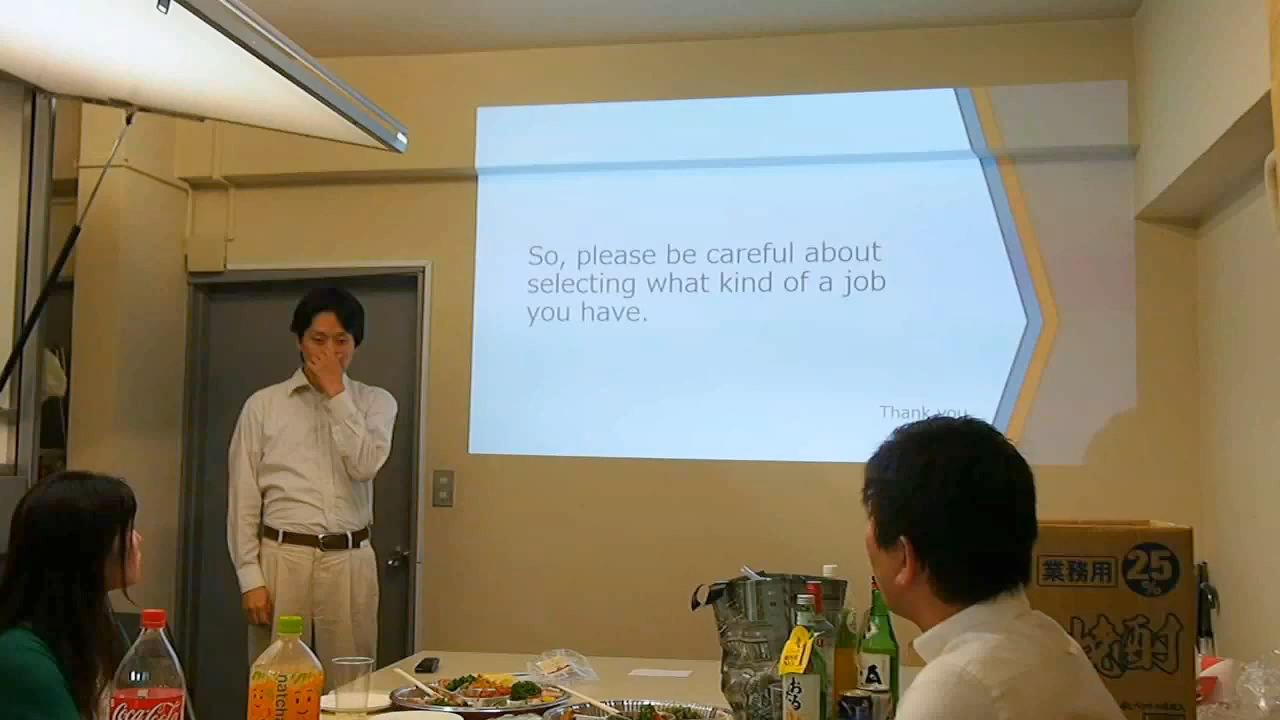 So, please be careful about
selecting what kind of a job
you have.
Thank you
業務用
25
%
焼酎
Coca-Cola
natcha